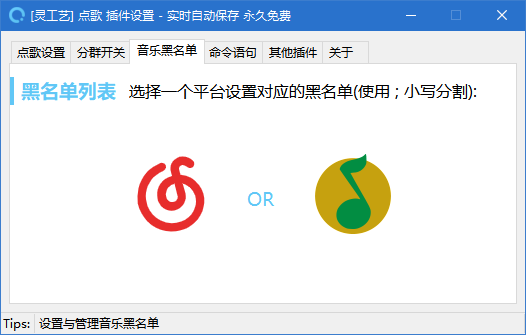 [灵工艺] 点歌 插件设置 - 实时自动保存 永久免费
点歌设置 分群开关 音乐黑名单 命令语句 其他插件 关于
黑名单列表 选择一个平台设置对应的黑名单(使用 ; 小写分割):
OR
Tips: 设置与管理音乐黑名单